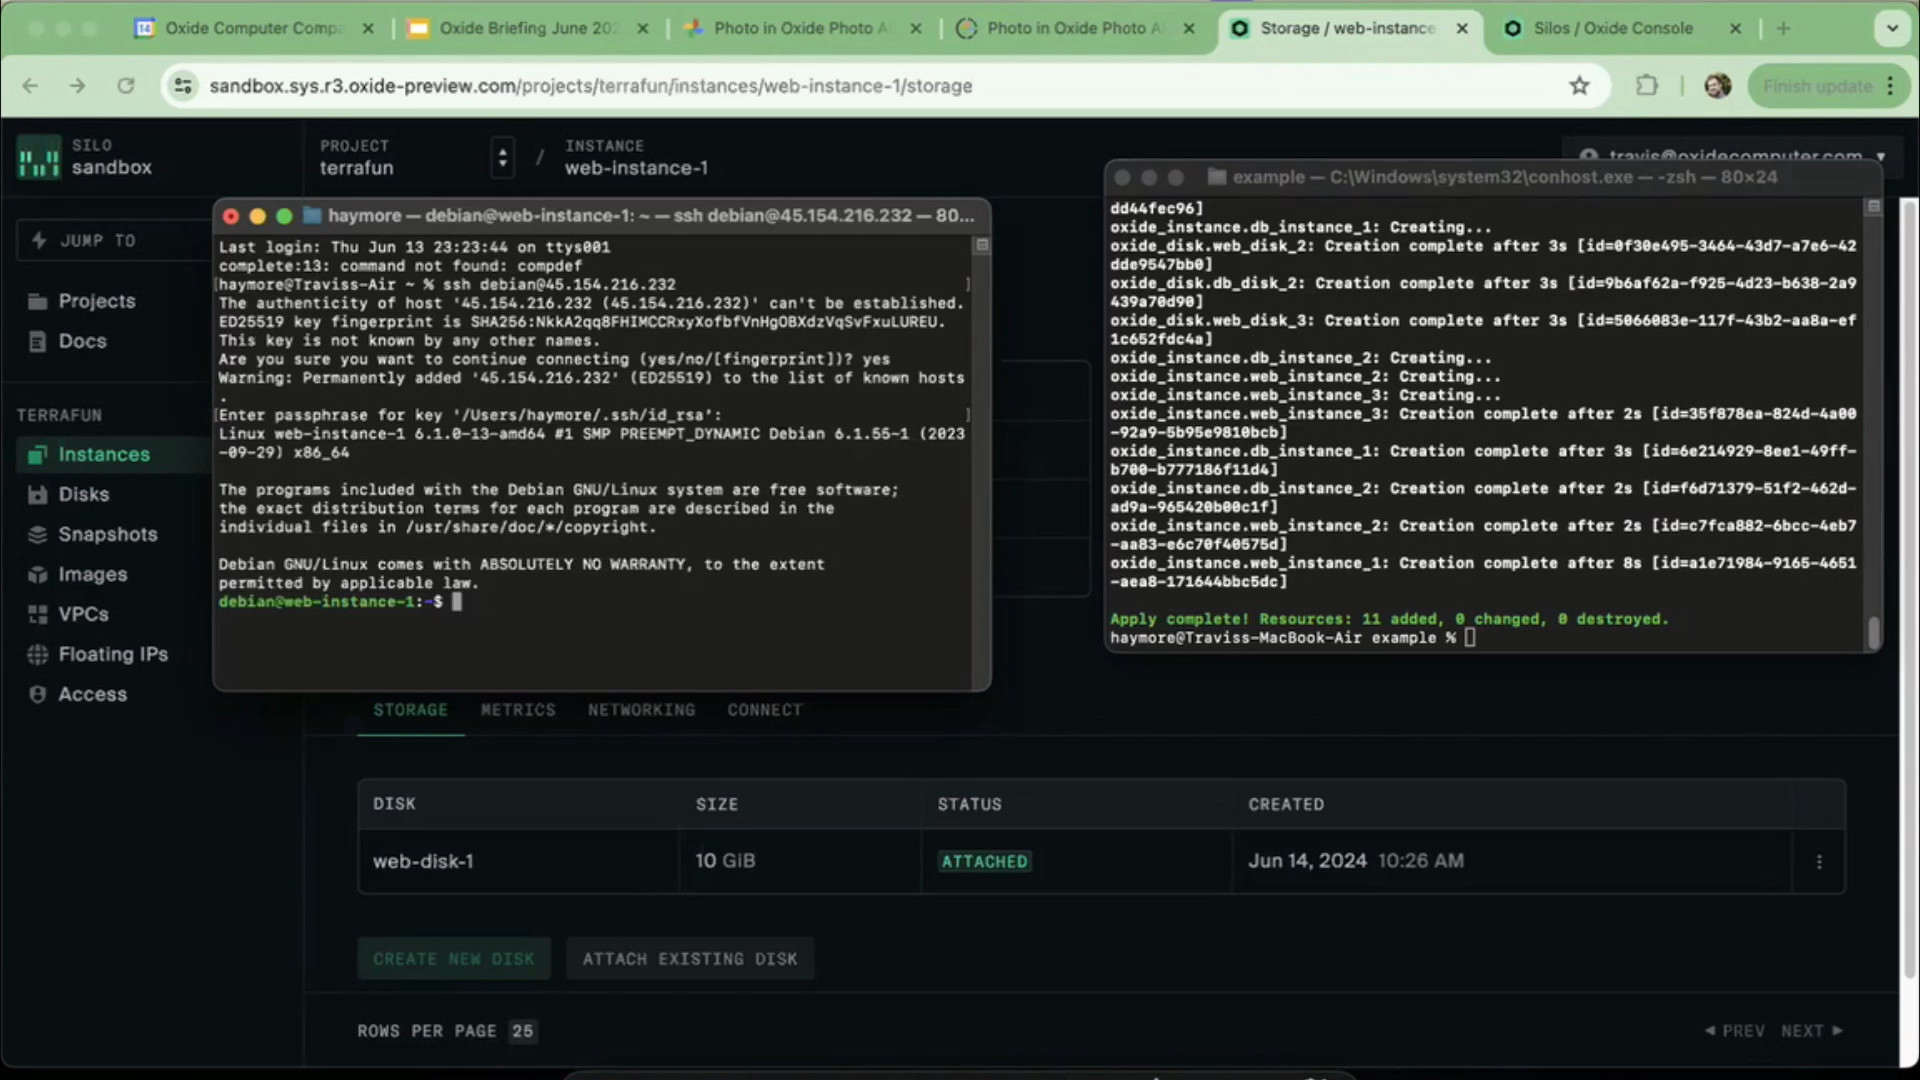 Oxide Computer Compa
Oxide Briefing June 202
Photo in Oxide Photo Al
Photo in Oxide Photo Al
Storage / web-instance
Silos / Oxide Console
sandbox.sys.r3.oxide-preview.com/projects/terrafun/instances/web-instance-1/storage
Finish update
SILO
sandbox
PROJECT
terrafun
/
INSTANCE
web-instance-1
travis@oxidecomputer.com
JUMP TO
Projects
Docs
TERRAFUN
Instances
Disks
Snapshots
Images
VPCs
Floating IPs
Access
haymore — debian@web-instance-1: ~ — ssh debian@45.154.216.232 — 80...
Last login: Thu Jun 13 23:23:44 on ttys001
complete:13: command not found: compdef
[haymore@Traviss-Air ~ % ssh debian@45.154.216.232 ]
The authenticity of host '45.154.216.232 (45.154.216.232)' can't be established.
ED25519 key fingerprint is SHA256:NkkA2qq8FHIMCCRxyXofbfVnHgOBXdzVqSvFxuLUREU.
This key is not known by any other names.
Are you sure you want to continue connecting (yes/no/[fingerprint])? yes
Warning: Permanently added '45.154.216.232' (ED25519) to the list of known hosts
.
[Enter passphrase for key '/Users/haymore/.ssh/id_rsa': ]
Linux web-instance-1 6.1.0-13-amd64 #1 SMP PREEMPT_DYNAMIC Debian 6.1.55-1 (2023
-09-29) x86_64
The programs included with the Debian GNU/Linux system are free software;
the exact distribution terms for each program are described in the
individual files in /usr/share/doc/*/copyright.
Debian GNU/Linux comes with ABSOLUTELY NO WARRANTY, to the extent
permitted by applicable law.
debian@web-instance-1:~$
example — C:\Windows\system32\conhost.exe — -zsh — 80×24
dd44fec96]
oxide_instance.db_instance_1: Creating...
oxide_disk.web_disk_2: Creation complete after 3s [id=0f30e495-3464-43d7-a7e6-42
dde9547bb0]
oxide_disk.db_disk_2: Creation complete after 3s [id=9b6af62a-f925-4d23-b638-2a9
439a70d90]
oxide_disk.web_disk_3: Creation complete after 3s [id=5066083e-117f-43b2-aa8a-ef
1c652fdc4a]
oxide_instance.db_instance_2: Creating...
oxide_instance.web_instance_2: Creating...
oxide_instance.web_instance_3: Creating...
oxide_instance.web_instance_3: Creation complete after 2s [id=35f878ea-824d-4a00
-92a9-5b95e9810bcb]
oxide_instance.db_instance_1: Creation complete after 3s [id=6e214929-8ee1-49ff-
b700-b777186f11d4]
oxide_instance.db_instance_2: Creation complete after 2s [id=f6d71379-51f2-462d-
ad9a-965420b00c1f]
oxide_instance.web_instance_2: Creation complete after 2s [id=c7fca882-6bcc-4eb7
-aa83-e6c70f40575d]
oxide_instance.web_instance_1: Creation complete after 8s [id=a1e71984-9165-4651
-aea8-171644bbc5dc]
Apply complete! Resources: 11 added, 0 changed, 0 destroyed.
haymore@Traviss-MacBook-Air example %
STORAGE
METRICS
NETWORKING
CONNECT
DISK SIZE STATUS CREATED
web-disk-1 10 GIB ATTACHED Jun 14, 2024 10:26 AM
CREATE NEW DISK
ATTACH EXISTING DISK
ROWS PER PAGE 25
PREV NEXT